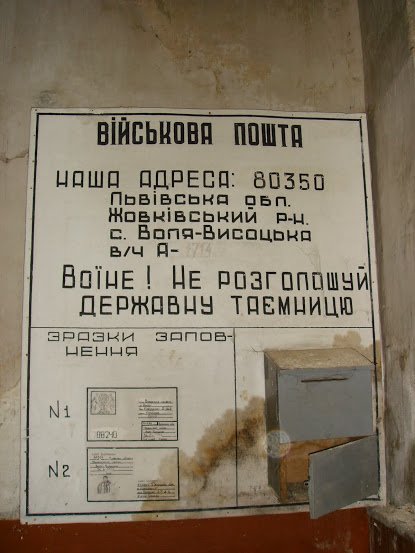 ВІЙСЬКОВА ПОШТА
НАША АДРЕСА: 80350
ЛЬВІВСЬКА ОБЛ.
ЖОВКІВСЬКИЙ Р-Н.
С. ВОЛЯ-ВИСОЦЬКА
В/Ч А-
ВОЇНЕ! НЕ РОЗГОЛОШУЙ
ДЕРЖАВНУ ТАЄМНИЦЮ
ЗРАЗКИ ЗАПОВ-
НЕННЯ
N1
N2